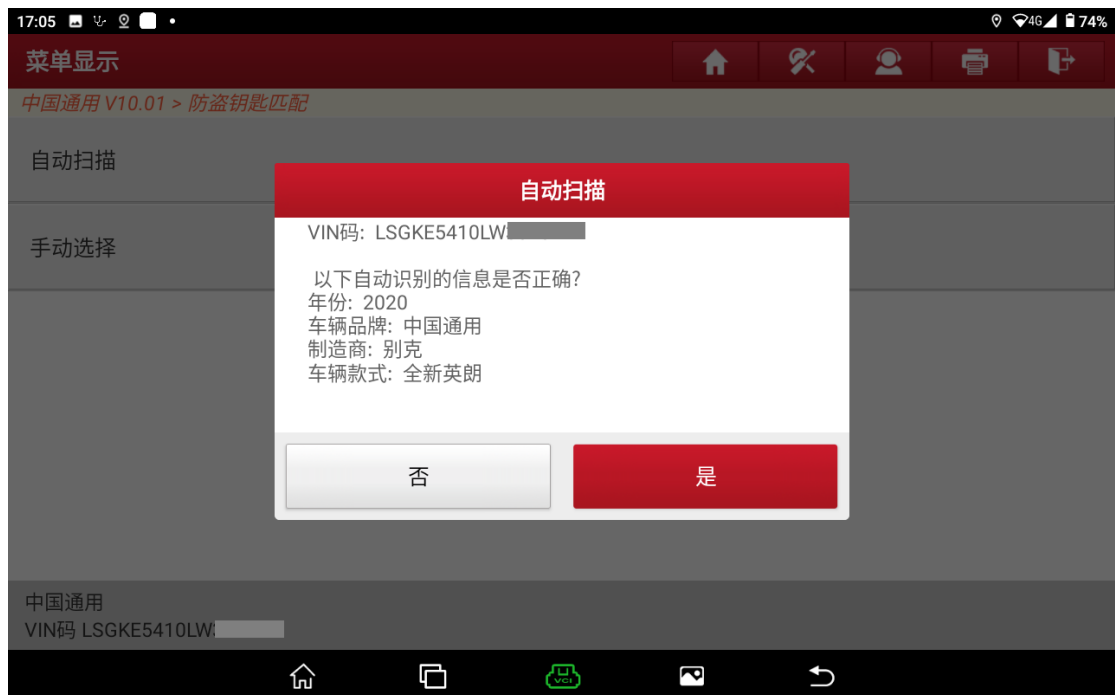 17:05
4G
74%
菜单显示
中国通用 V10.01 > 防盗钥匙匹配
自动扫描
手动选择
自动扫描
VIN码: LSGKE5410LW
以下自动识别的信息是否正确?
年份: 2020
车辆品牌: 中国通用
制造商: 别克
车辆款式: 全新英朗
否
是
中国通用
VIN码 LSGKE5410LW
VCI